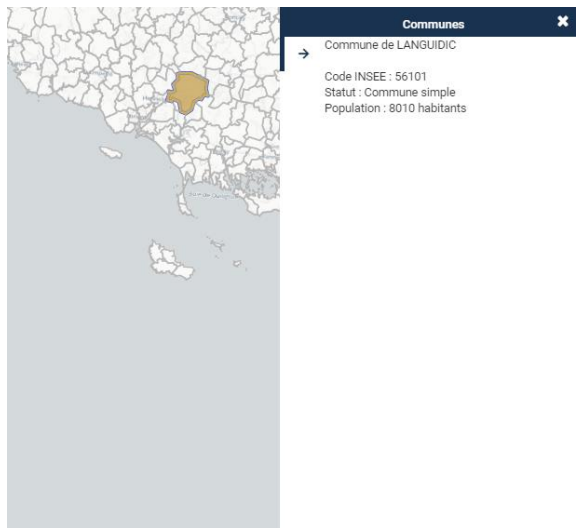 Communes
Commune de LANGUIDIC
Code INSEE : 56101
Statut : Commune simple
Population : 8010 habitants